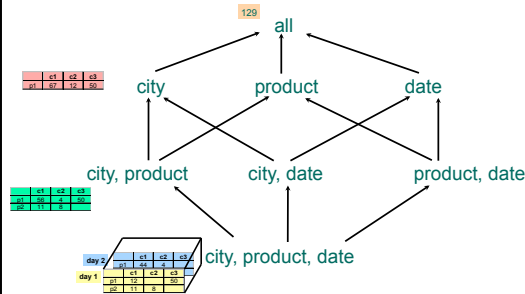 129
all
c1 c2 c3
p1 67 12 50
city product date
city, product city, date product, date
c1 c2 c3
p1 56 4 50
p2 11 8
city, product, date
day 2 c1 c2 c3
p1 44 4
day 1 c1 c2 c3
p1 12 50
p2 11 8